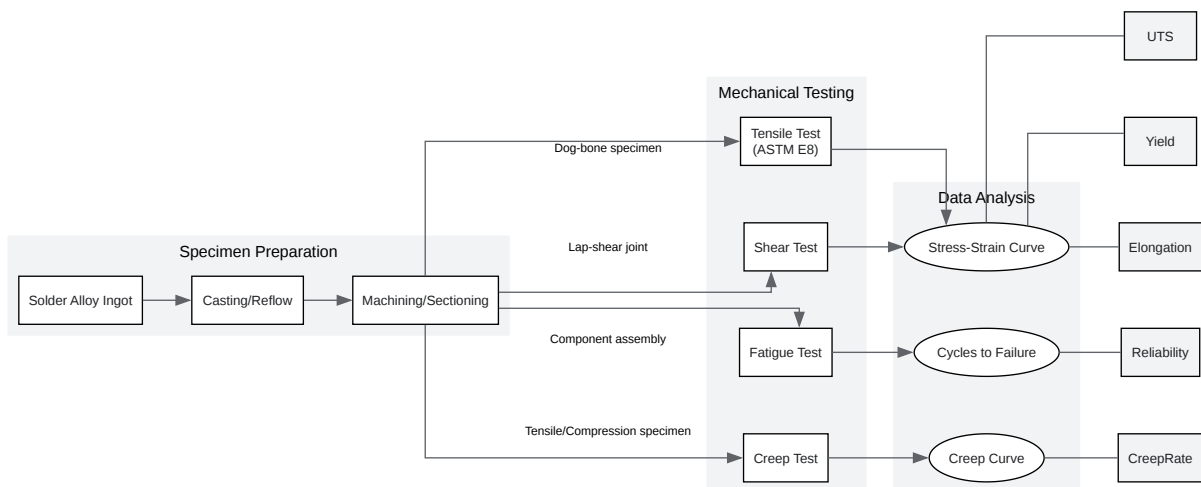 UTS
Mechanical Testing
Tensile Test
(ASTM E8)
Yield
Dog-bone specimen
Data Analysis
Specimen Preparation
Lap-shear joint
Shear Test
Stress-Strain Curve
Elongation
Solder Alloy Ingot
Casting/Reflow
Machining/Sectioning
Component assembly
Fatigue Test
Cycles to Failure
Reliability
Tensile/Compression specimen
Creep Test
Creep Curve
CreepRate